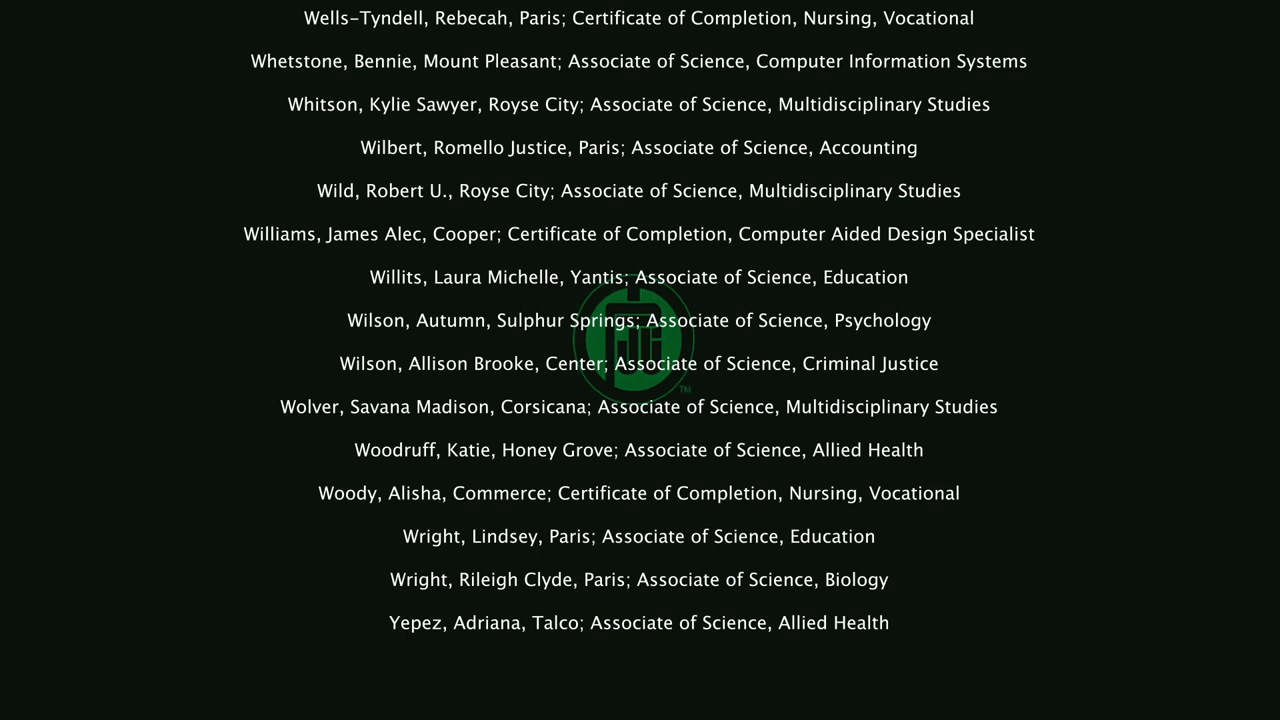 Wells-Tyndell, Rebecah, Paris; Certificate of Completion, Nursing, Vocational
Whetstone, Bennie, Mount Pleasant; Associate of Science, Computer Information Systems
Whitson, Kylie Sawyer, Royse City; Associate of Science, Multidisciplinary Studies
Wilbert, Romello Justice, Paris; Associate of Science, Accounting
Wild, Robert U., Royse City; Associate of Science, Multidisciplinary Studies
Williams, James Alec, Cooper; Certificate of Completion, Computer Aided Design Specialist
Willits, Laura Michelle, Yantis; Associate of Science, Education
Wilson, Autumn, Sulphur Springs; Associate of Science, Psychology
Wilson, Allison Brooke, Center; Associate of Science, Criminal Justice
PJC
TM
Wolver, Savana Madison, Corsicana; Associate of Science, Multidisciplinary Studies
Woodruff, Katie, Honey Grove; Associate of Science, Allied Health
Woody, Alisha, Commerce; Certificate of Completion, Nursing, Vocational
Wright, Lindsey, Paris; Associate of Science, Education
Wright, Rileigh Clyde, Paris; Associate of Science, Biology
Yepez, Adriana, Talco; Associate of Science, Allied Health